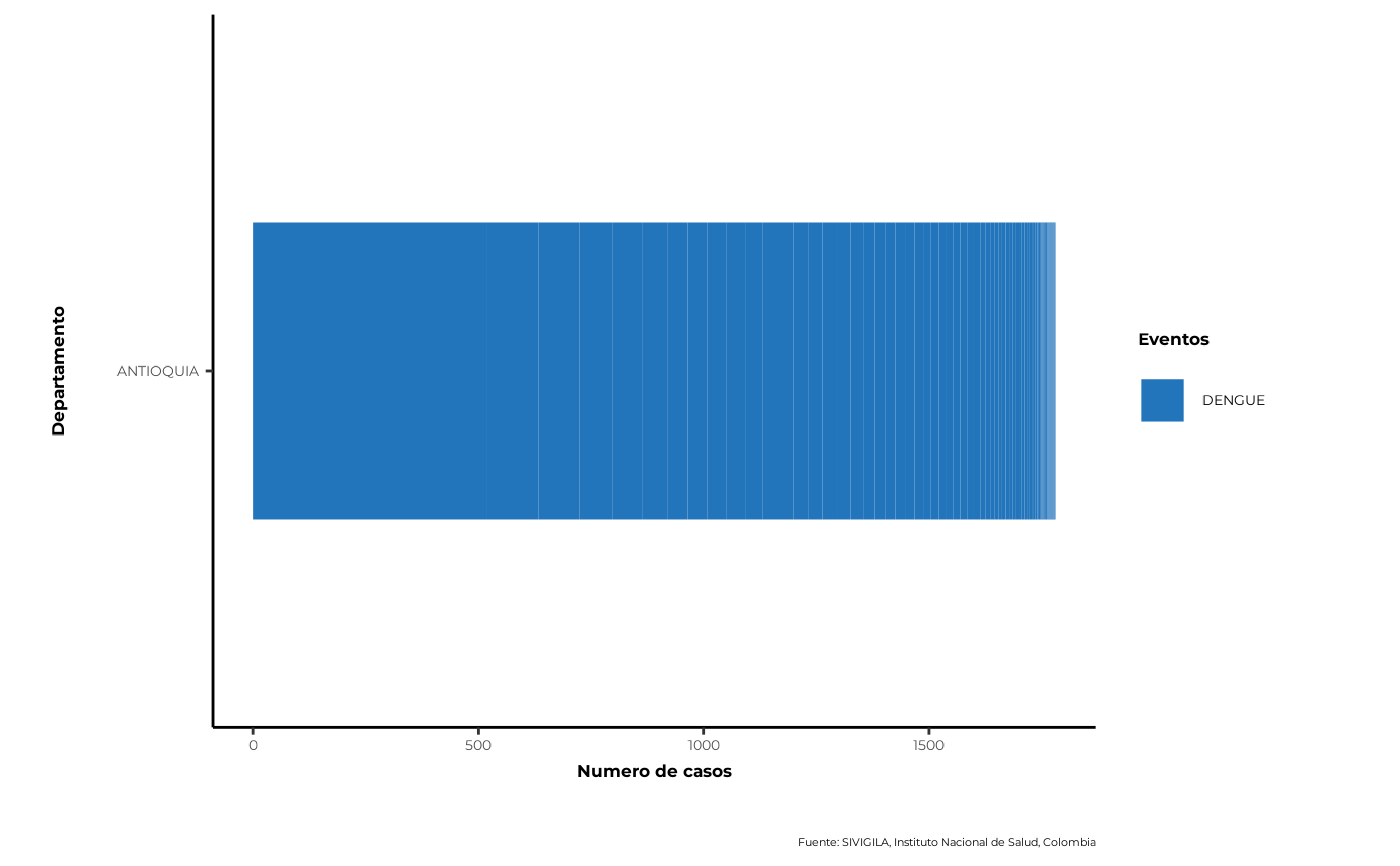 Departamento
ANTIOQUIA
0 500 1000 1500
Numero de casos
Eventos
DENGUE
Fuente: SIVIGILA, Instituto Nacional de Salud, Colombia